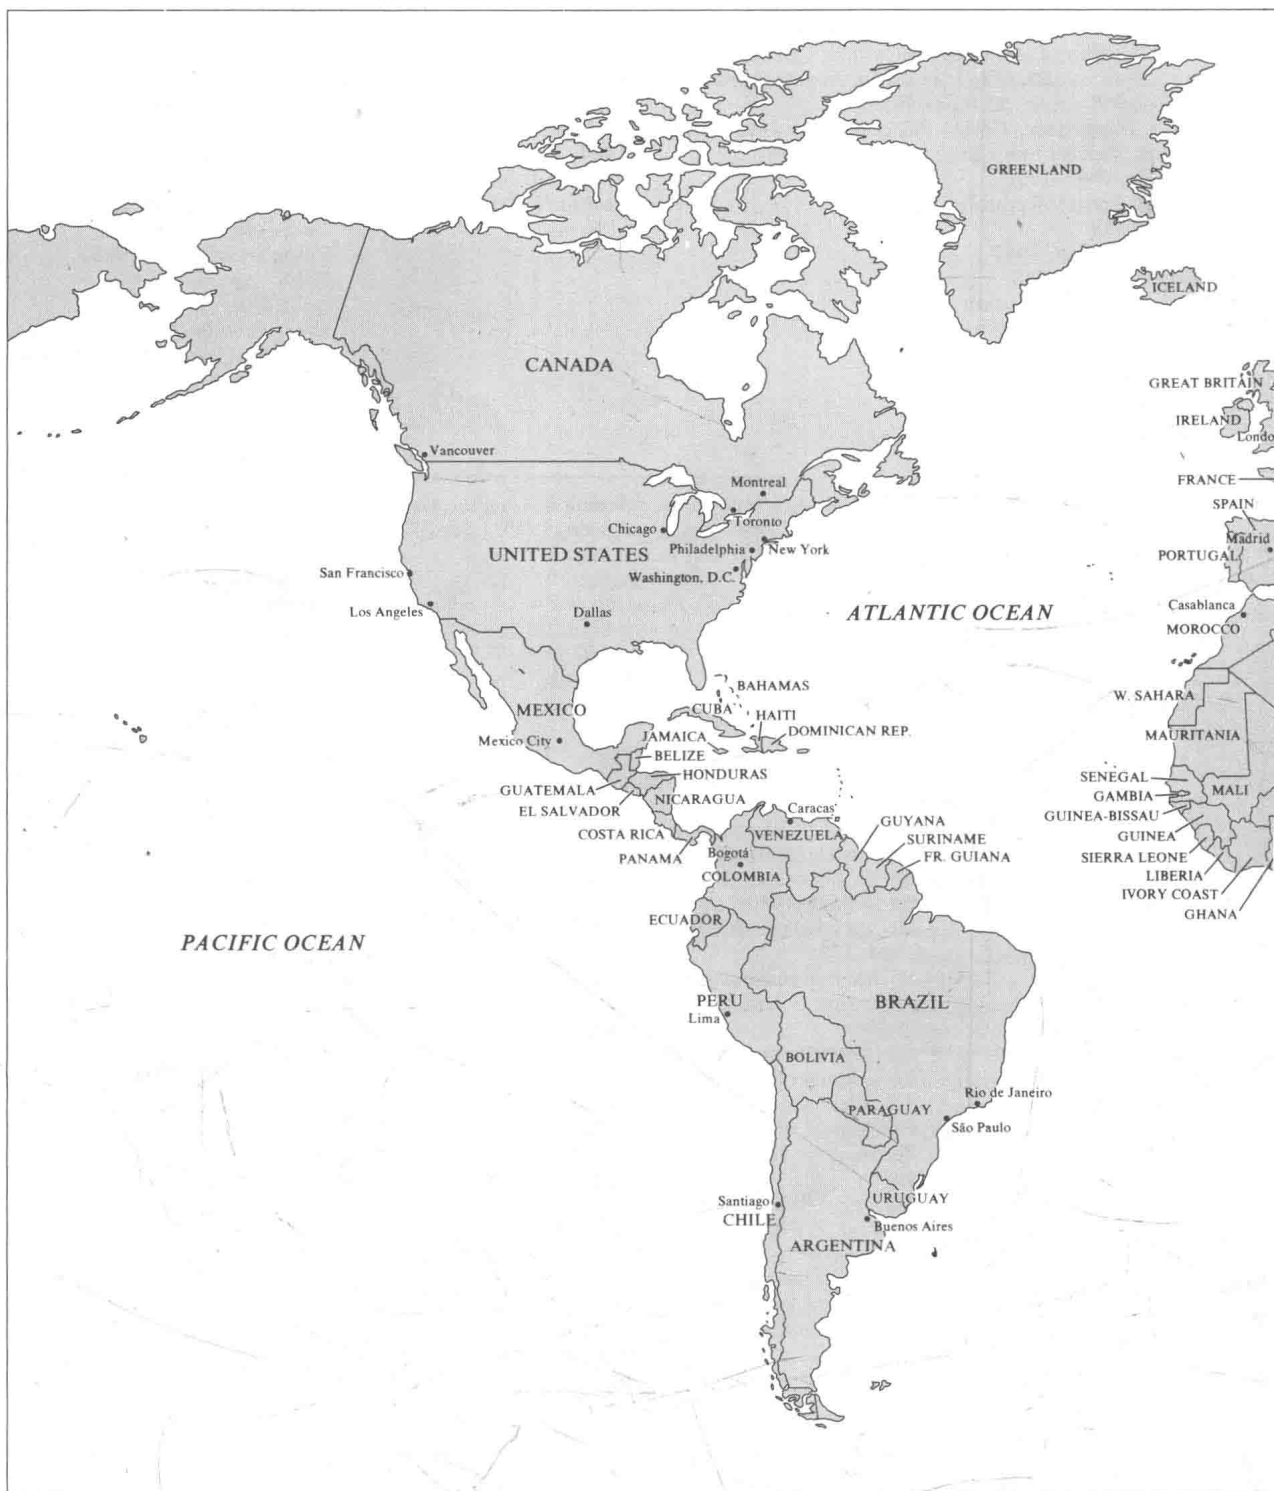 GREENLAND
ICELAND
CANADA
GREAT BRITAIN
IRELAND
Londo
Vancouver
FRANCE
Montreal
SPAIN
Toronto
Chicago
Madrid
UNITED STATES
Philadelphia
New York
PORTUGAL
San Francisco
Washington, D.C.
Los Angeles
Dallas
ATLANTIC OCEAN
Casablanca
MOROCCO
BAHAMAS
W. SAHARA
MEXICO
CUBA
HAITI
DOMINICAN REP.
Mexico City
JAMAICA
MAURITANIA
BELIZE
HONDURAS
SENEGAL
GUATEMALA
NICARAGUA
MALI
GAMBIA
EL SALVADOR
Caracas
GUINEA-BISSAU
COSTA RICA
VENEZUELA
GUYANA
GUINEA
SURINAME
PANAMA
Bogotá
FR. GUIANA
SIERRA LEONE
COLOMBIA
LIBERIA
IVORY COAST
ECUADOR
GHANA
PACIFIC OCEAN
PERU
BRAZIL
Lima
BOLIVIA
Rio de Janeiro
PARAGUAY
São Paulo
Santiago
URUGUAY
CHILE
Buenos Aires
ARGENTINA